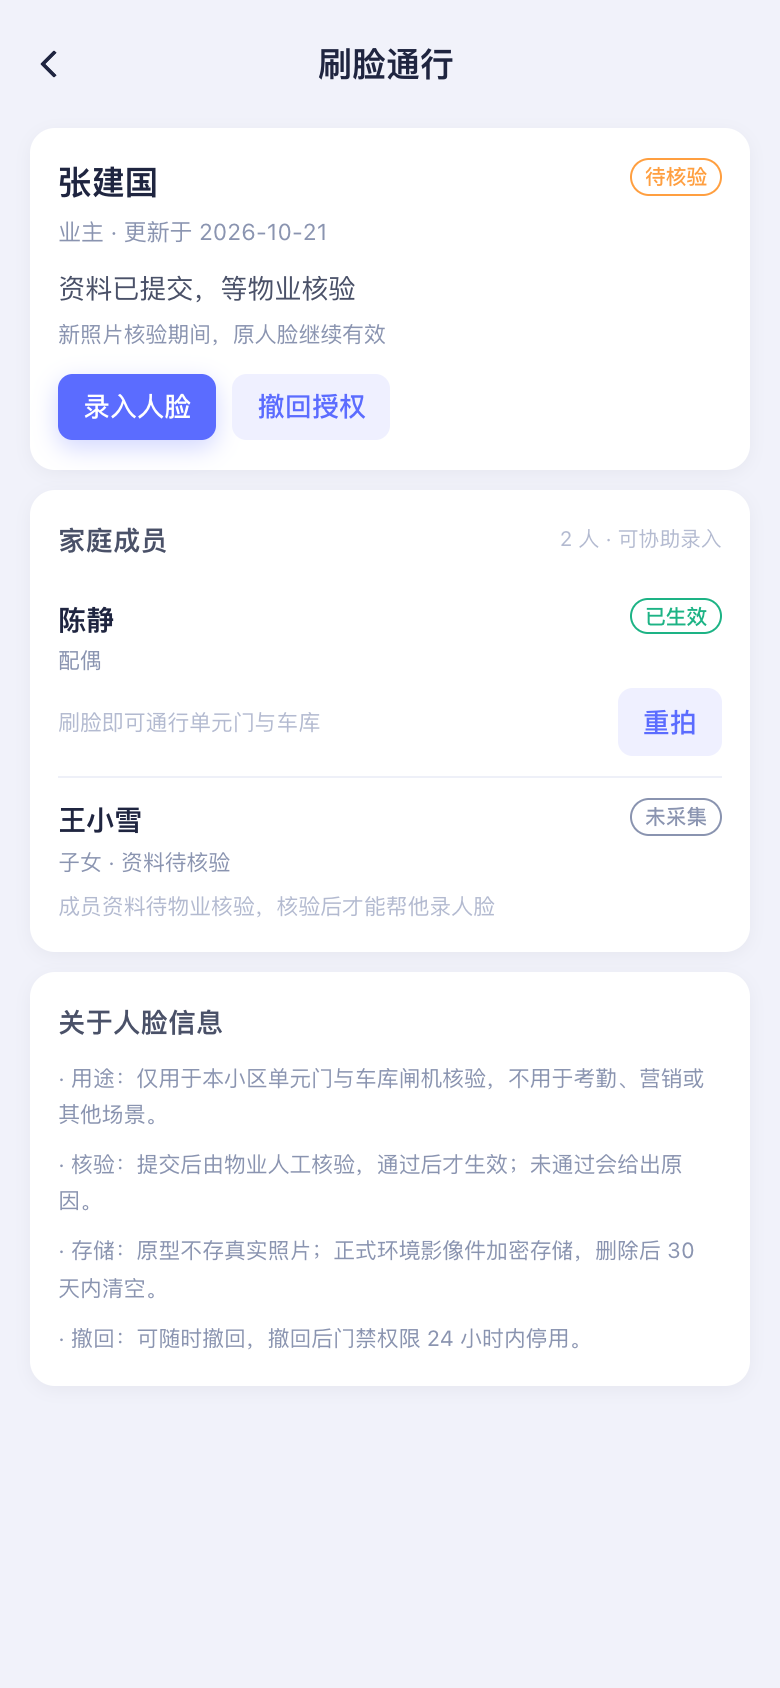 刷脸通行
张建国
待核验
业主 · 更新于 2026-10-21
资料已提交，等物业核验
新照片核验期间，原人脸继续有效
录入人脸
撤回授权
家庭成员
2 人 · 可协助录入
陈静
已生效
配偶
刷脸即可通行单元门与车库
重拍
王小雪
未采集
子女 · 资料待核验
成员资料待物业核验，核验后才能帮他录人脸
关于人脸信息
· 用途：仅用于本小区单元门与车库闸机核验，不用于考勤、营销或
其他场景。
· 核验：提交后由物业人工核验，通过后才生效；未通过会给出原
因。
· 存储：原型不存真实照片；正式环境影像件加密存储，删除后 30
天内清空。
· 撤回：可随时撤回，撤回后门禁权限 24 小时内停用。